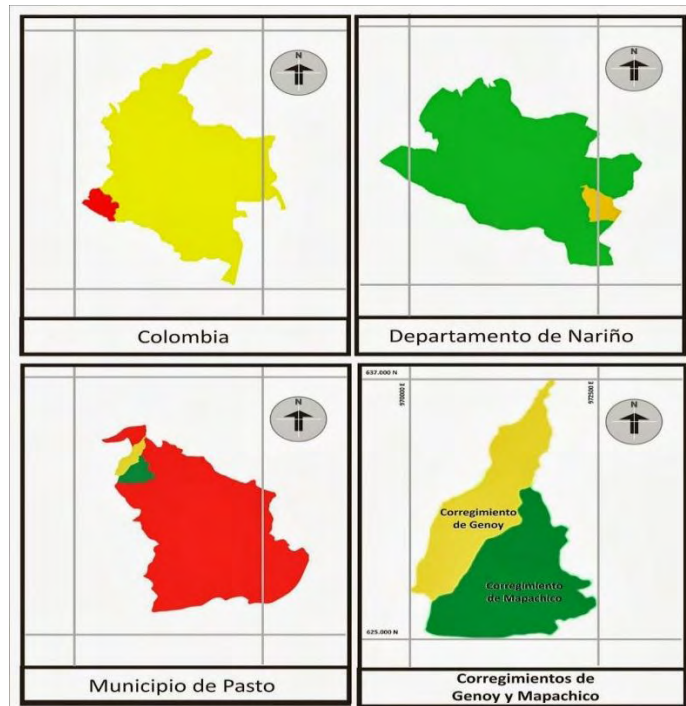 N
Colombia
N
Departamento de Nariño
N
Municipio de Pasto
637.000 N
970000 E
972500 E
N
Corregimiento
de Genoy
Corregimiento
de Mapachico
625.000 N
Corregimientos de
Genoy y Mapachico